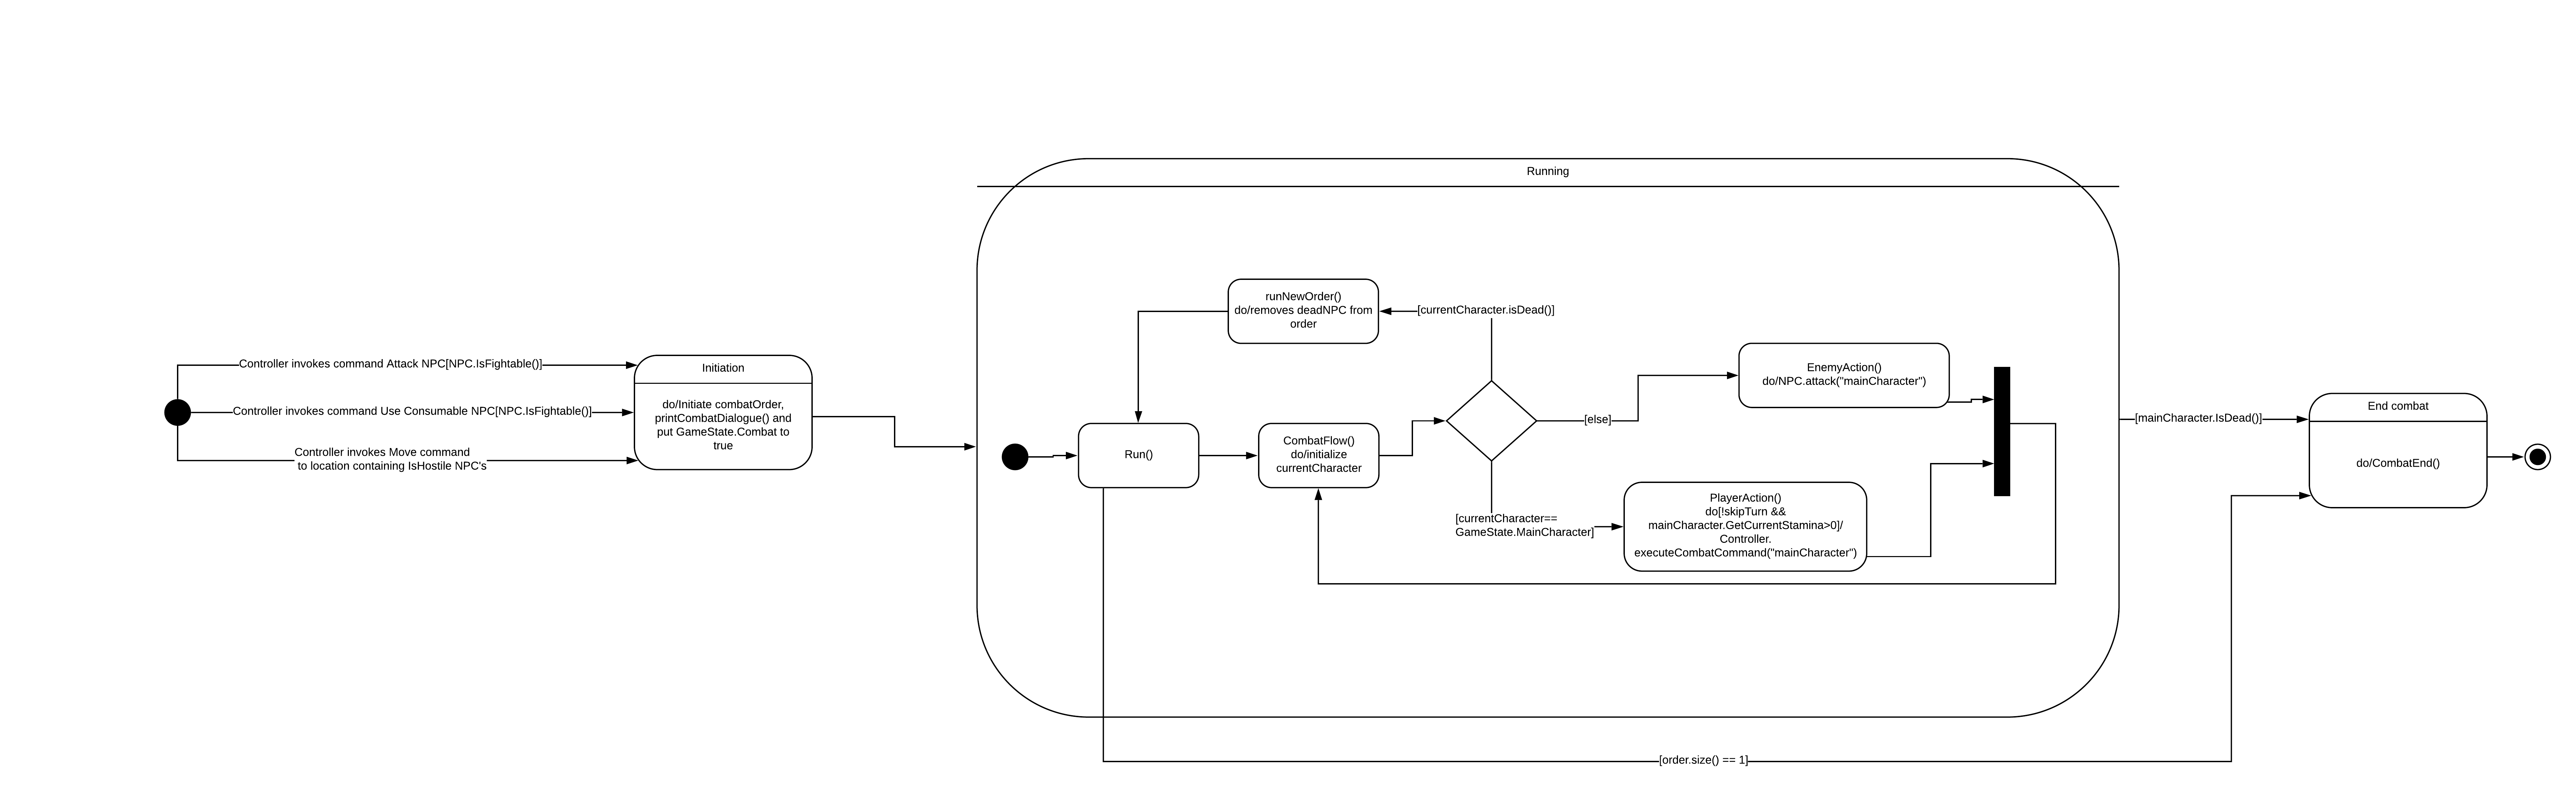 Running
runNewOrder()
do/removes deadNPC from
order
[currentCharacter.isDead()]
Controller invokes command Attack NPC[NPC.IsFightable()]
Controller invokes command Use Consumable NPC[NPC.IsFightable()]
Controller invokes Move command
to location containing IsHostile NPC's
Initiation
do/Initiate combatOrder,
printCombatDialogue() and
put GameState.Combat to
true
Run()
CombatFlow()
do/initialize
currentCharacter
[else]
EnemyAction()
do/NPC.attack("mainCharacter")
[currentCharacter==
GameState.MainCharacter]
PlayerAction()
do[!skipTurn &&
mainCharacter.GetCurrentStamina>0]/
Controller.
executeCombatCommand("mainCharacter")
[mainCharacter.IsDead()]
End combat
do/CombatEnd()
[order.size() == 1]